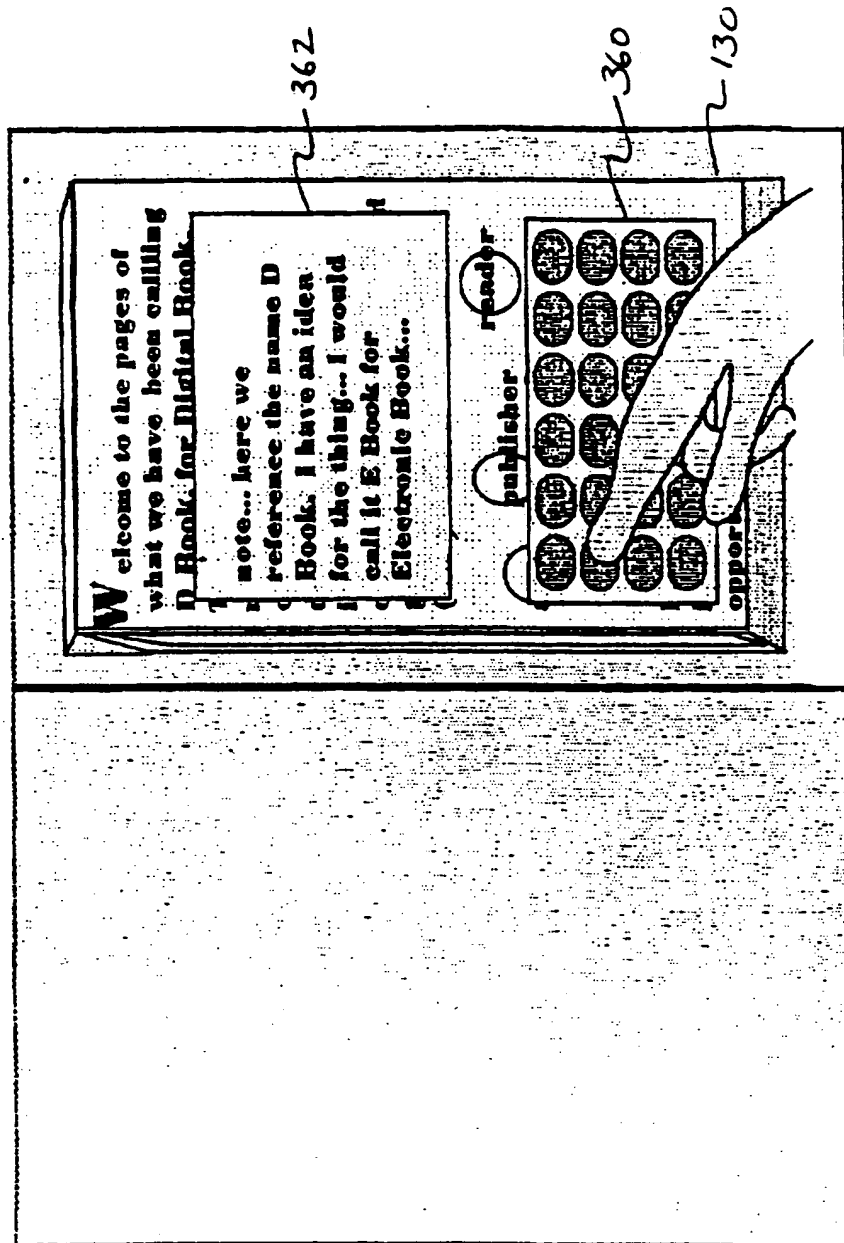 Welcome to the pages of
what we have been callling
D Book, for Digital Book.
note... here we
reference the name D
Book. I have an idea
for the thing... I would
call it E Book for
Electronic Book...
publisher
reader
oppor
362
360
130